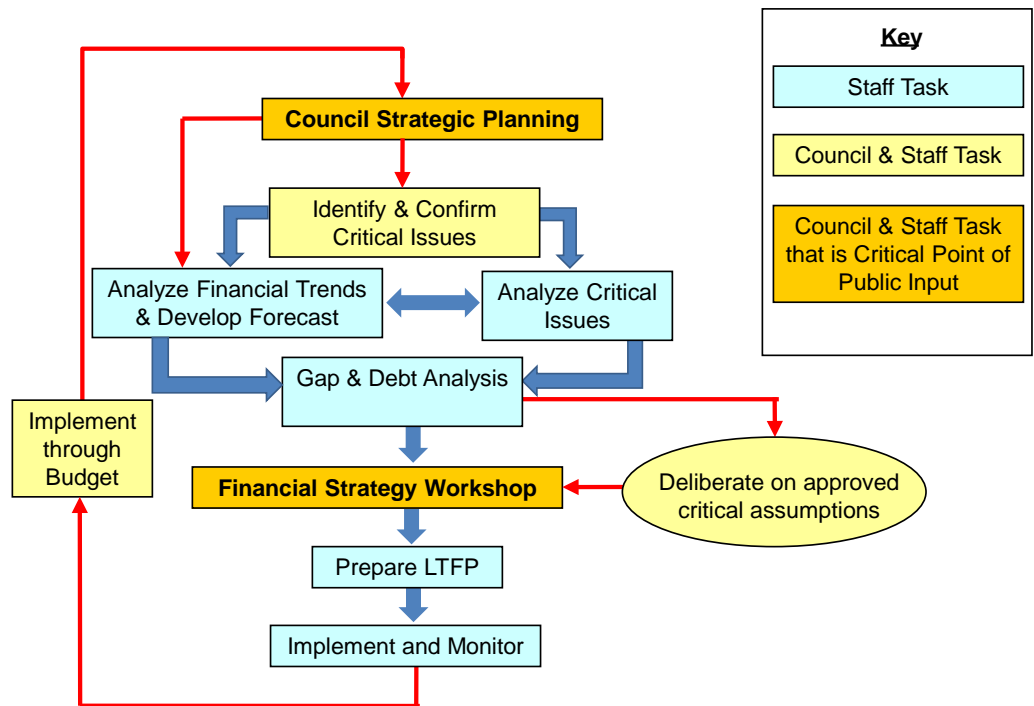 Key
Staff Task
Council & Staff Task
Council & Staff Task
that is Critical Point of
Public Input
Council Strategic Planning
Identify & Confirm
Critical Issues
Analyze Financial Trends
& Develop Forecast
Analyze Critical
Issues
Gap & Debt Analysis
Implement
through
Budget
Financial Strategy Workshop
Deliberate on approved
critical assumptions
Prepare LTFP
Implement and Monitor